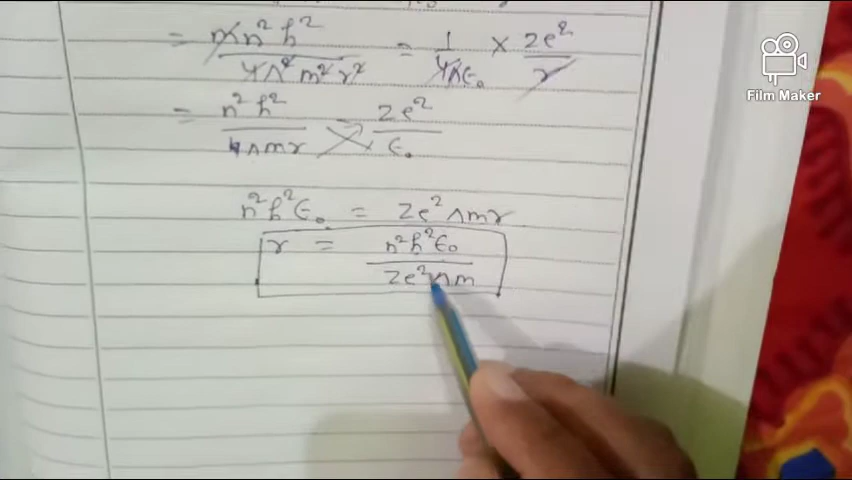 = mn²h² / 4π²m²r² = 1 / 4πε₀ × Ze² / r
= n²h² / 4πmr = Ze² / ε₀
n²h²ε₀ = Ze²πmr
r = n²h²ε₀ / Ze²πm
Film Maker